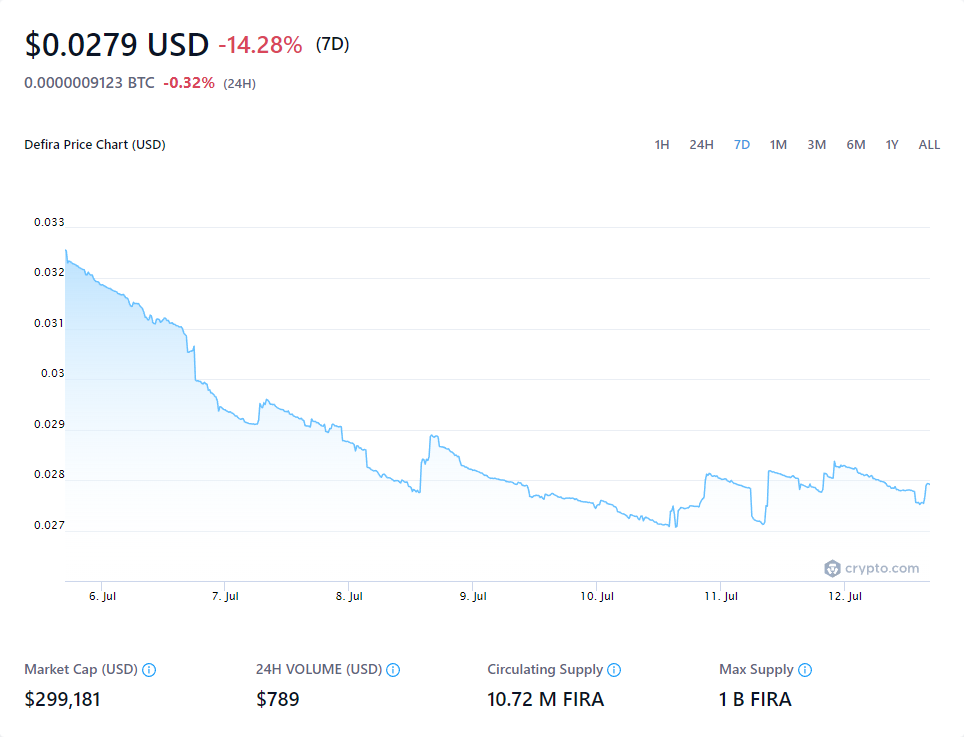 $0.0279 USD -14.28% (7D)
0.0000009123 BTC -0.32% (24H)
Defira Price Chart (USD) 1H 24H 7D 1M 3M 6M 1Y ALL
0.033
0.032
0.031
0.03
0.029
0.028
0.027
crypto.com
6. Jul 7. Jul 8. Jul 9. Jul 10. Jul 11. Jul 12. Jul
Market Cap (USD) 24H VOLUME (USD) Circulating Supply Max Supply
$299,181 $789 10.72 M FIRA 1 B FIRA